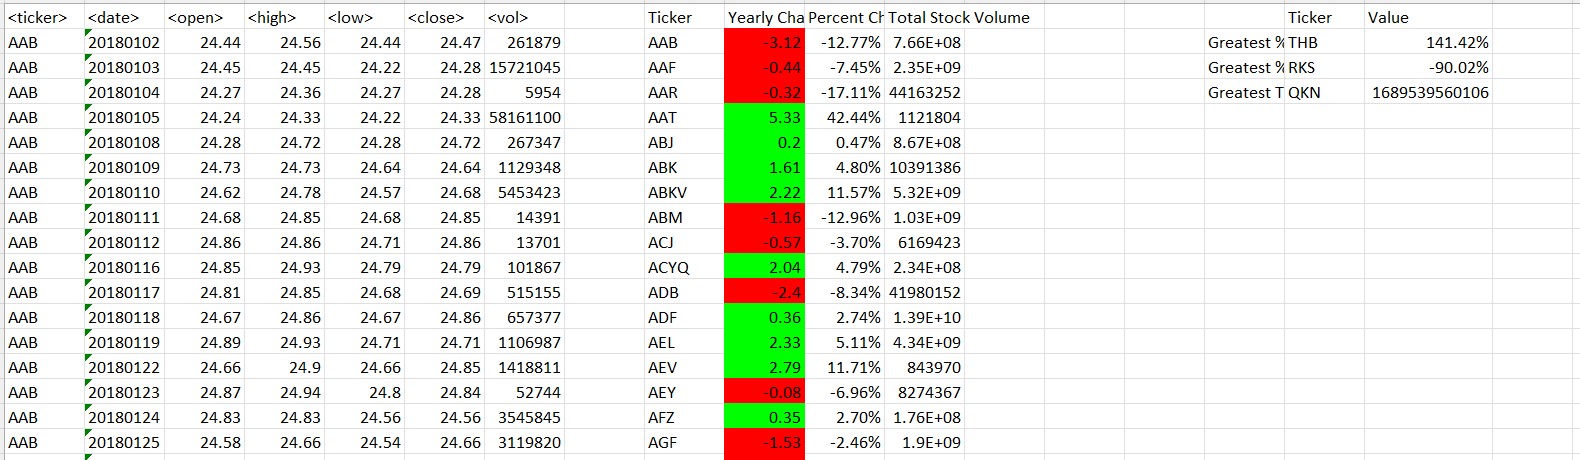 <ticker> <date> <open> <high> <low> <close> <vol> Ticker Yearly Cha Percent Ch Total Stock Volume Ticker Value
AAB 20180102 24.44 24.56 24.44 24.47 261879 AAB -3.12 -12.77% 7.66E+08 Greatest % THB 141.42%
AAB 20180103 24.45 24.45 24.22 24.28 15721045 AAF -0.44 -7.45% 2.35E+09 Greatest % RKS -90.02%
AAB 20180104 24.27 24.36 24.27 24.28 5954 AAR -0.32 -17.11% 44163252 Greatest T QKN 1689539560106
AAB 20180105 24.24 24.33 24.22 24.33 58161100 AAT 5.33 42.44% 1121804
AAB 20180108 24.28 24.72 24.28 24.72 267347 ABJ 0.2 0.47% 8.67E+08
AAB 20180109 24.73 24.73 24.64 24.64 1129348 ABK 1.61 4.80% 10391386
AAB 20180110 24.62 24.78 24.57 24.68 5453423 ABKV 2.22 11.57% 5.32E+09
AAB 20180111 24.68 24.85 24.68 24.85 14391 ABM -1.16 -12.96% 1.03E+09
AAB 20180112 24.86 24.86 24.71 24.86 13701 ACJ -0.57 -3.70% 6169423
AAB 20180116 24.85 24.93 24.79 24.79 101867 ACYQ 2.04 4.79% 2.34E+08
AAB 20180117 24.81 24.85 24.68 24.69 515155 ADB -2.4 -8.34% 41980152
AAB 20180118 24.67 24.86 24.67 24.86 657377 ADF 0.36 2.74% 1.39E+10
AAB 20180119 24.89 24.93 24.71 24.71 1106987 AEL 2.33 5.11% 4.34E+09
AAB 20180122 24.66 24.9 24.66 24.85 1418811 AEV 2.79 11.71% 843970
AAB 20180123 24.87 24.94 24.8 24.84 52744 AEY -0.08 -6.96% 8274367
AAB 20180124 24.83 24.83 24.56 24.56 3545845 AFZ 0.35 2.70% 1.76E+08
AAB 20180125 24.58 24.66 24.54 24.66 3119820 AGF -1.53 -2.46% 1.9E+09